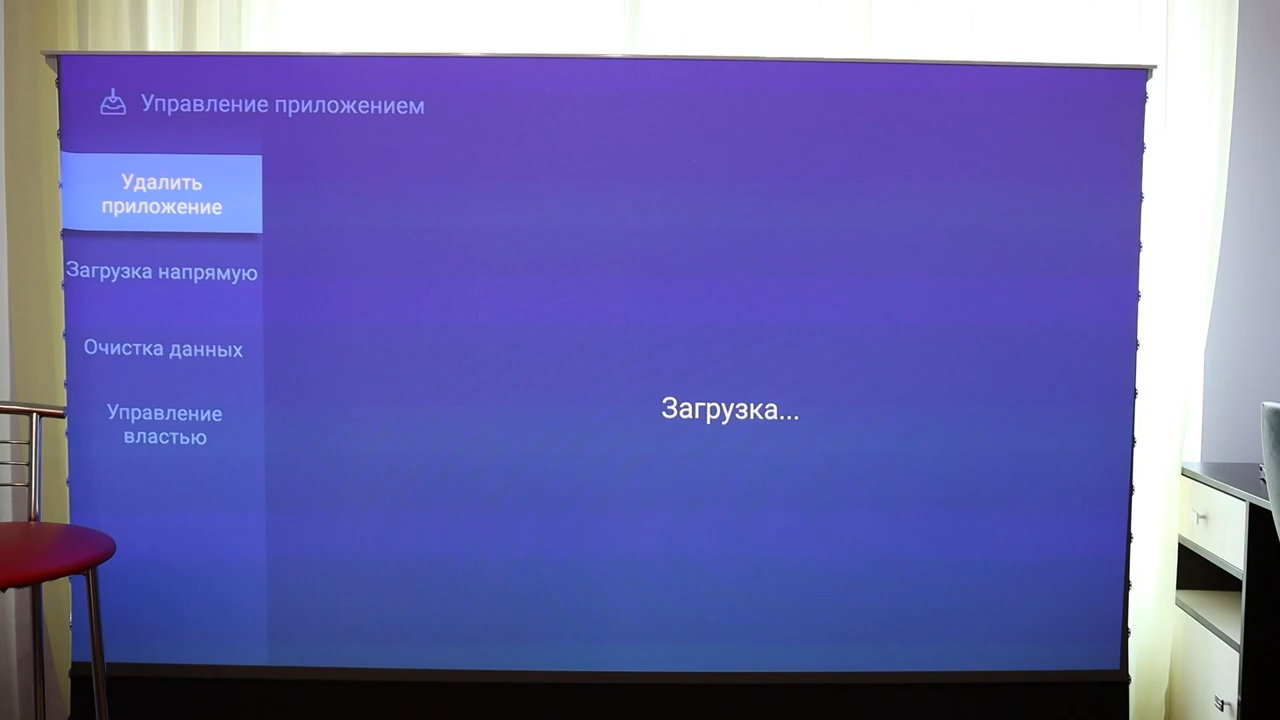 Управление приложением
Удалить
приложение
Загрузка напрямую
Очистка данных
Управление
властью
Загрузка...